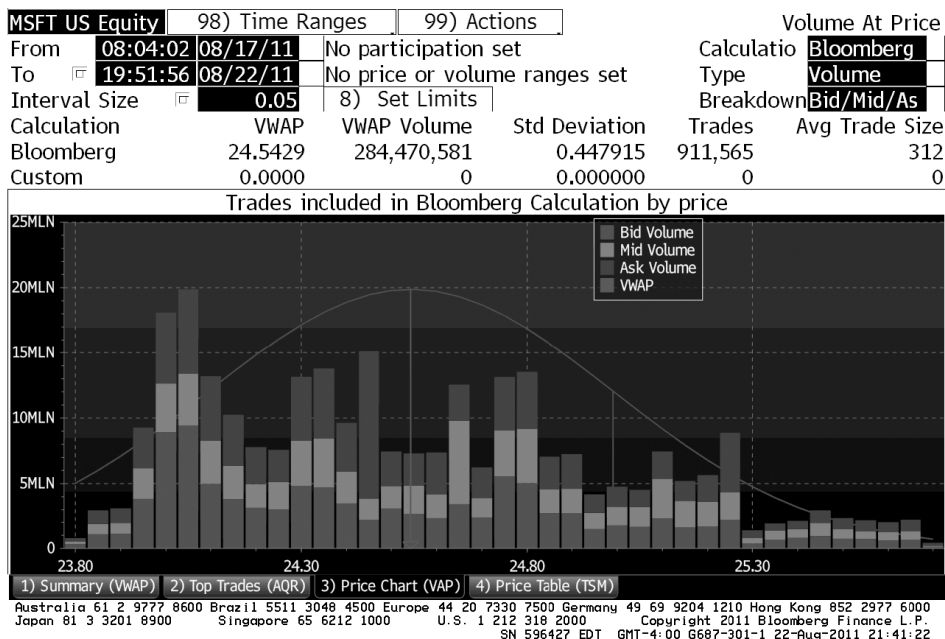 MSFT US Equity 98) Time Ranges 99) Actions Volume At Price
From 08:04:02 08/17/11 No participation set Calculatio Bloomberg
To 19:51:56 08/22/11 No price or volume ranges set Type Volume
Interval Size 0.05 8) Set Limits Breakdown Bid/Mid/As
Calculation VWAP VWAP Volume Std Deviation Trades Avg Trade Size
Bloomberg 24.5429 284,470,581 0.447915 911,565 312
Custom 0.0000 0 0.000000 0 0
Trades included in Bloomberg Calculation by price
25MLN
Bid Volume
Mid Volume
Ask Volume
VWAP
20MLN
15MLN
10MLN
5MLN
0
23.80 24.30 24.80 25.30
1) Summary (VWAP) 2) Top Trades (AQR) 3) Price Chart (VAP) 4) Price Table (TSM)
Australia 61 2 9777 8600 Brazil 5511 3048 4500 Europe 44 20 7330 7500 Germany 49 69 9204 1210 Hong Kong 852 2977 6000
Japan 81 3 3201 8900 Singapore 65 6212 1000 U.S. 1 212 318 2000 Copyright 2011 Bloomberg Finance L.P.
SN 596427 EDT GMT-4:00 G687-301-1 22-Aug-2011 21:41:22